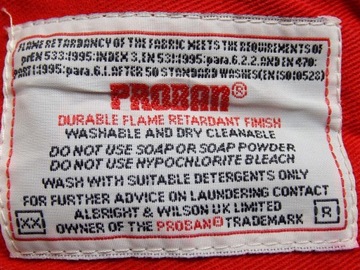 FLAME RETARDANCY OF THE FABRIC MEETS THE REQUIREMENTS OF
prEN 533:1995:INDEX 3,EN 531:1995:para.6.2.2 AND EN 470:
PART 1:1995:para.6.1.AFTER 50 STANDARD WASHES(EN ISO 10528)
PROBAN®
DURABLE FLAME RETARDANT FINISH
WASHABLE AND DRY CLEANABLE
DO NOT USE SOAP OR SOAP POWDER
DO NOT USE HYPOCHLORITE BLEACH
WASH WITH SUITABLE DETERGENTS ONLY
FOR FURTHER ADVICE ON LAUNDERING CONTACT
ALBRIGHT & WILSON UK LIMITED
XX OWNER OF THE PROBAN® TRADEMARK R